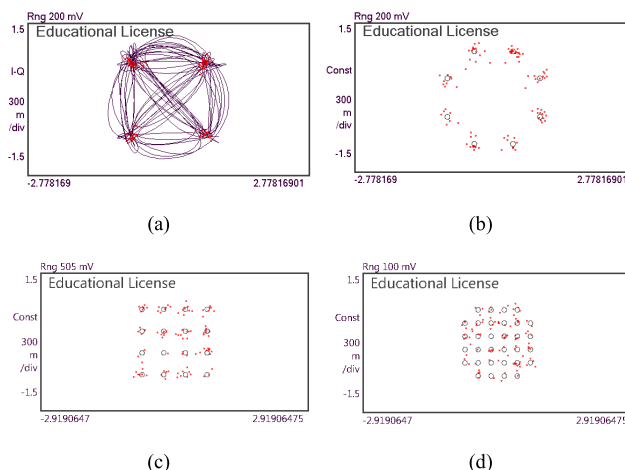 Rng 200 mV
1.5
Educational License
I-Q
300
m
/div
-1.5
-2.778169
2.77816901
(a)
Rng 200 mV
1.5
Educational License
Const
300
m
/div
-1.5
-2.778169
2.77816901
(b)
Rng 505 mV
1.5
Educational License
Const
300
m
/div
-1.5
-2.9190647
2.91906475
(c)
Rng 100 mV
1.5
Educational License
Const
300
m
/div
-1.5
-2.9190647
2.91906475
(d)